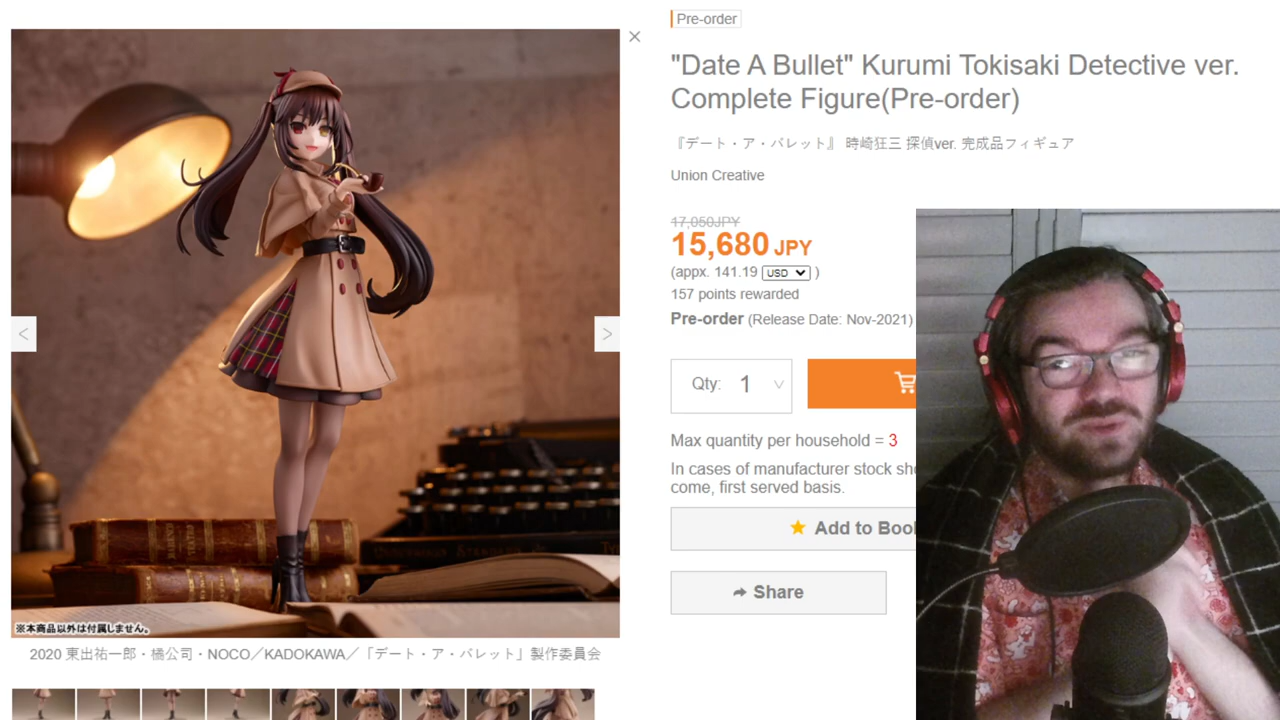 Pre-order
"Date A Bullet" Kurumi Tokisaki Detective ver.
Complete Figure(Pre-order)
『デート・ア・バレット』 時崎狂三 探偵ver. 完成品フィギュア
Union Creative
17,050JPY
15,680 JPY
(appx. 141.19 USD )
157 points rewarded
Pre-order (Release Date: Nov-2021)
Qty: 1
Max quantity per household = 3
In cases of manufacturer stock
come, first served basis.
Add to
Share
※本商品以外は付属しません。
2020 東出祐一郎・橘公司・NOCO／KADOKAWA／「デート・ア・バレット」製作委員会